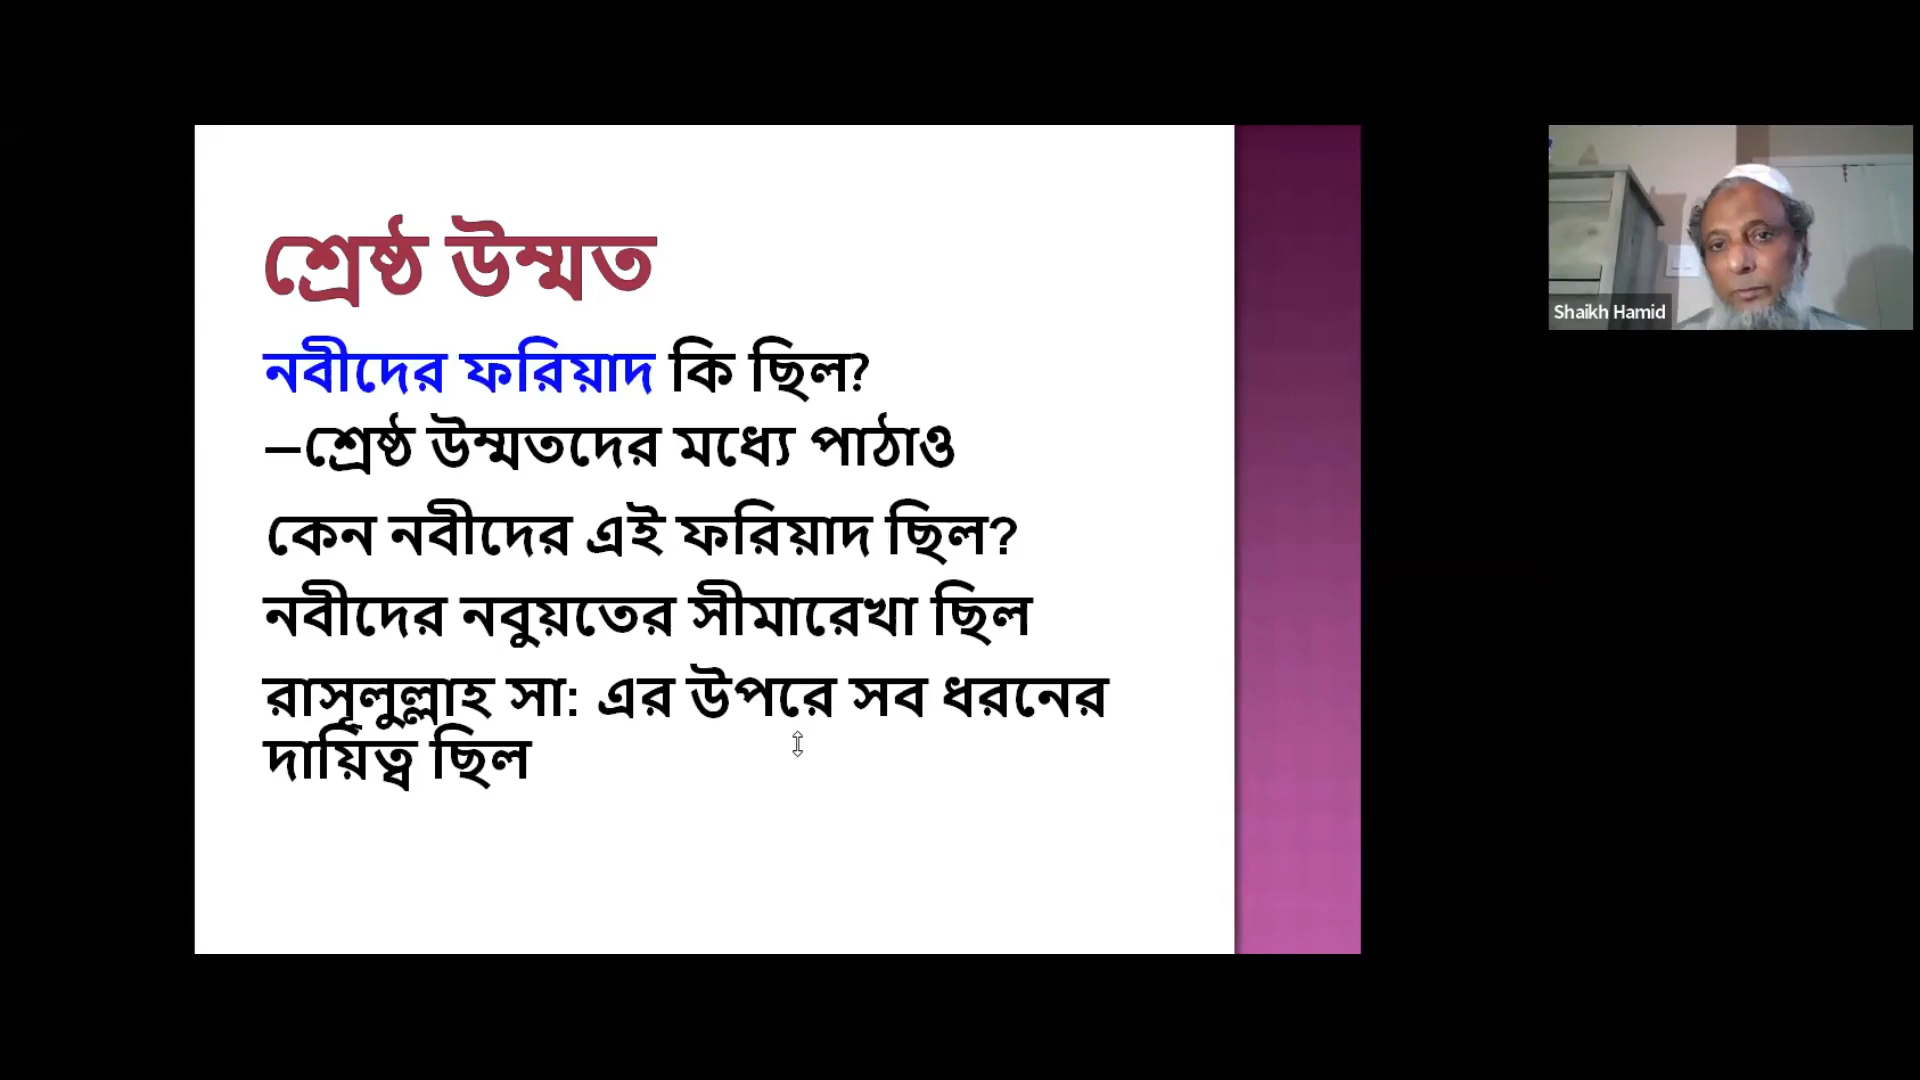 শ্রেষ্ঠ উম্মত
নবীদের ফরিয়াদ কি ছিল?
–শ্রেষ্ঠ উম্মতদের মধ্যে পাঠাও
কেন নবীদের এই ফরিয়াদ ছিল?
নবীদের নবুয়তের সীমারেখা ছিল
রাসূলুল্লাহ সা: এর উপরে সব ধরনের
দায়িত্ব ছিল
Shaikh Hamid